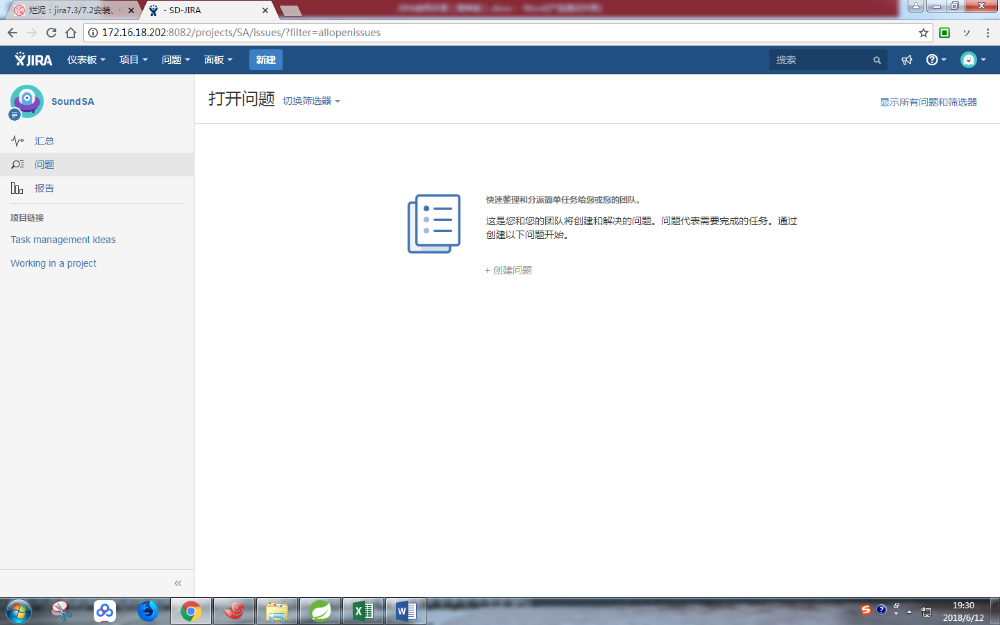 烂泥：jira7.3/7.2安装、
- SD-JIRA
172.16.18.202:8082/projects/SA/issues/?filter=allopenissues
JIRA
仪表板
项目
问题
面板
新建
搜索
SoundSA
打开问题
切换筛选器
显示所有问题和筛选器
汇总
问题
报告
项目链接
Task management ideas
Working in a project
快速整理和分派简单任务给您或您的团队。
这是您和您的团队将创建和解决的问题。问题代表需要完成的任务。通过
创建以下问题开始。
+ 创建问题
«
19:30
2018/6/12